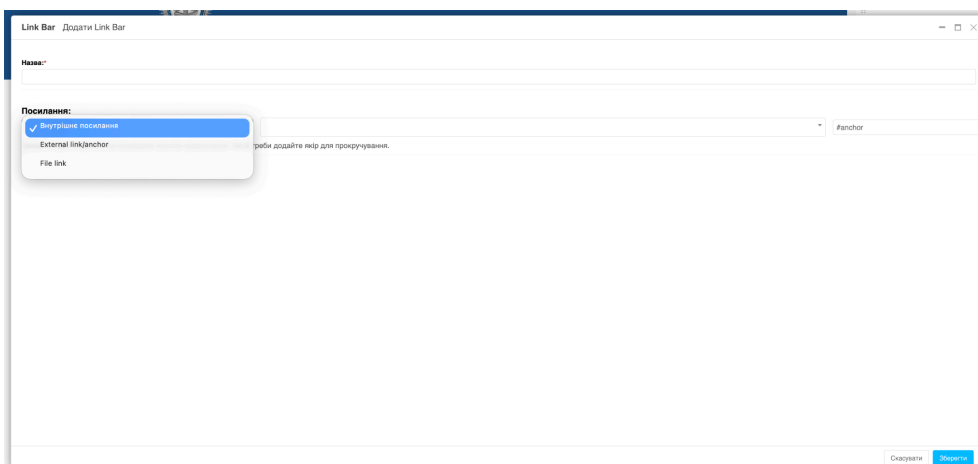 Link Bar Додати Link Bar
Назва:*
Посилання:
Внутрішнє посилання
#anchor
External link/anchor
треби додайте якір для прокручування.
File link
Скасувати Зберегти